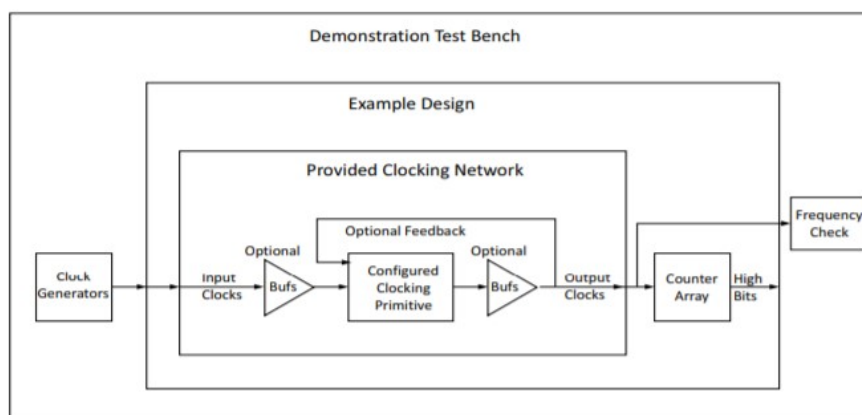 Demonstration Test Bench
Example Design
Provided Clocking Network
Optional Feedback
Frequency
Check
Optional
Optional
Clock
Generators
Input
Clocks
Bufs
Configured
Clocking
Primitive
Bufs
Output
Clocks
Counter
Array
High
Bits